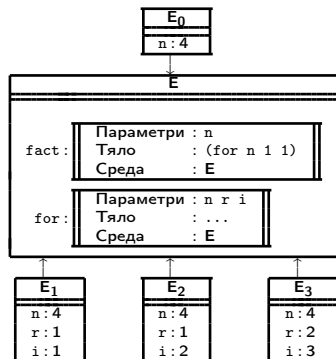 E0
n : 4
E
fact :
Параметри : n
Тяло : (for n 1 1)
Среда : E
for :
Параметри : n r i
Тяло : ...
Среда : E
E1
n : 4
r : 1
i : 1
E2
n : 4
r : 1
i : 2
E3
n : 4
r : 2
i : 3